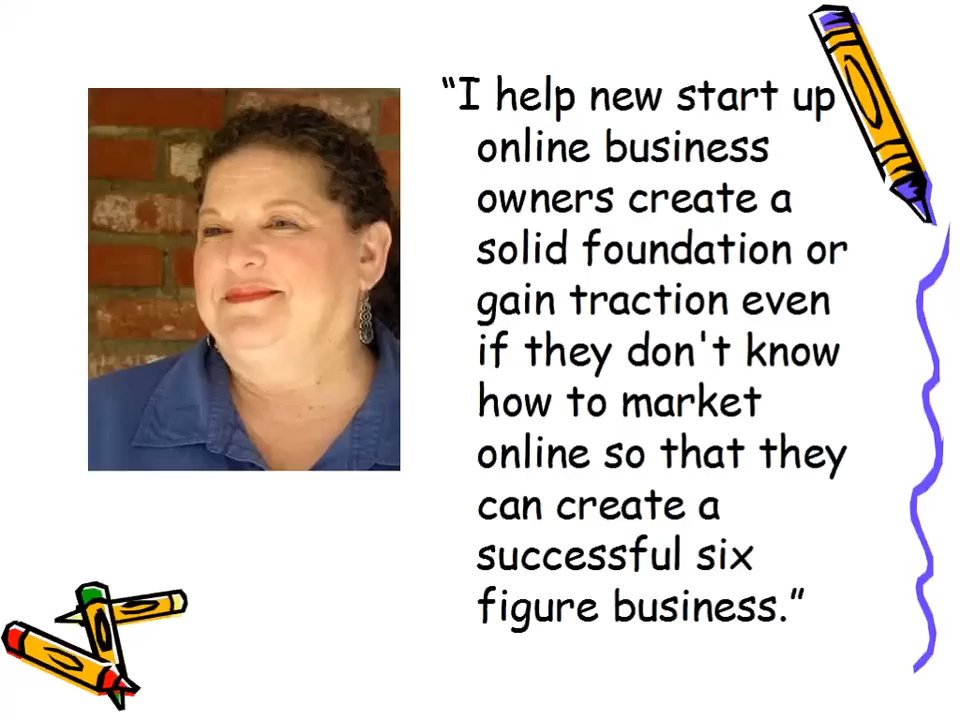 “I help new start up
online business
owners create a
solid foundation or
gain traction even
if they don't know
how to market
online so that they
can create a
successful six
figure business.”